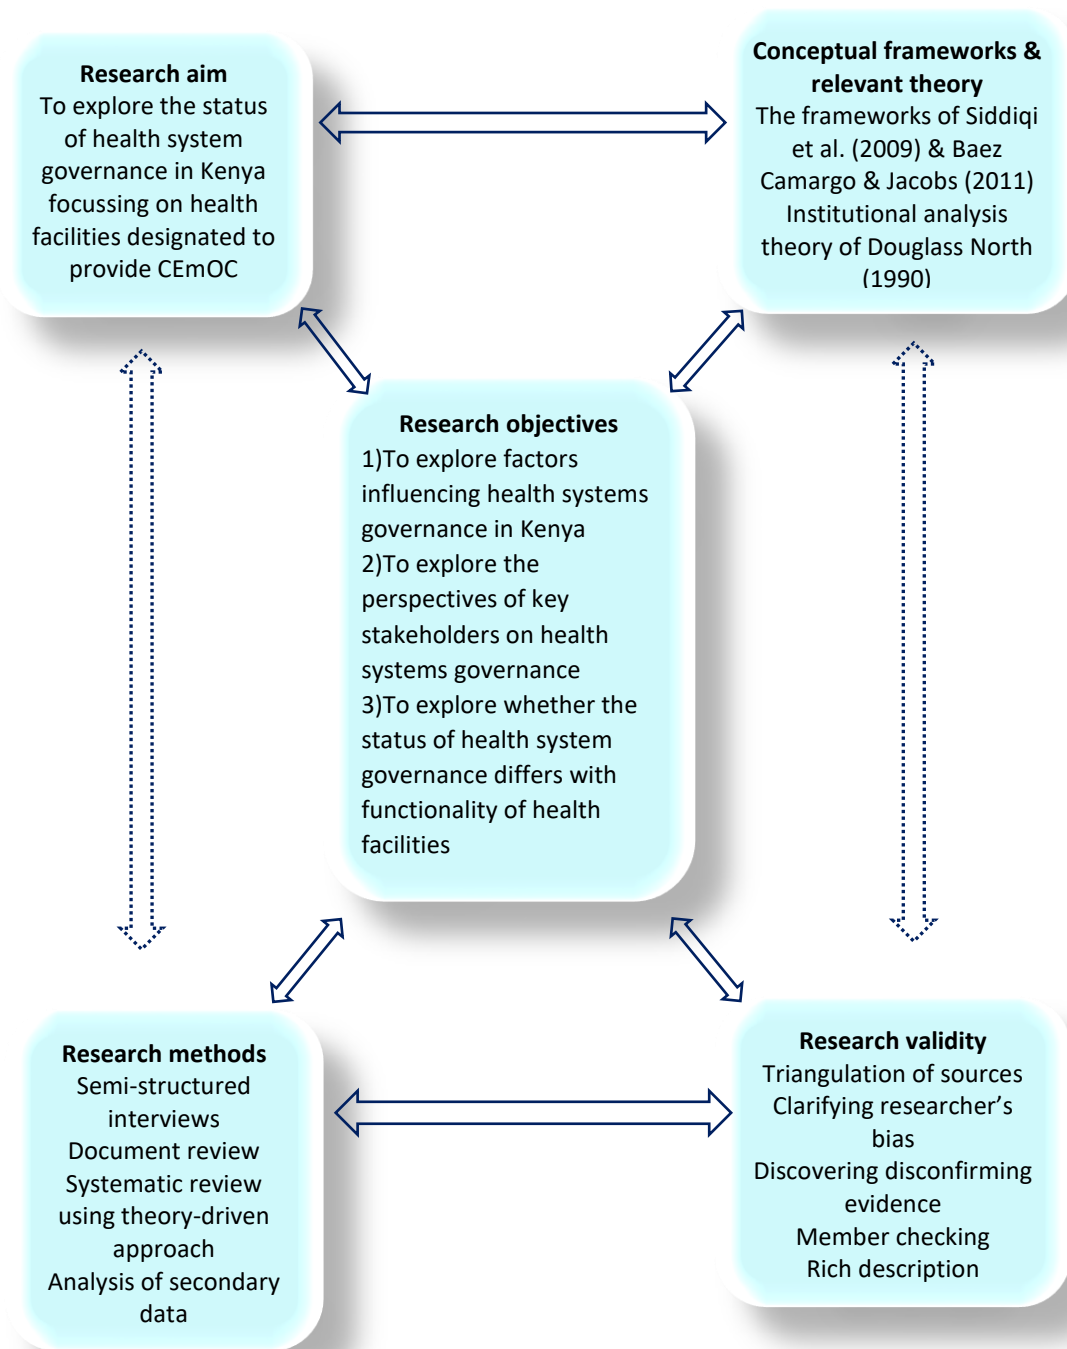 Research aim
To explore the status
of health system
governance in Kenya
focussing on health
facilities designated to
provide CEmOC
Conceptual frameworks &
relevant theory
The frameworks of Siddiqi
et al. (2009) & Baez
Camargo & Jacobs (2011)
Institutional analysis
theory of Douglass North
(1990)
Research objectives
1)To explore factors
influencing health systems
governance in Kenya
2)To explore the
perspectives of key
stakeholders on health
systems governance
3)To explore whether the
status of health system
governance differs with
functionality of health
facilities
Research methods
Semi-structured
interviews
Document review
Systematic review
using theory-driven
approach
Analysis of secondary
data
Research validity
Triangulation of sources
Clarifying researcher’s
bias
Discovering disconfirming
evidence
Member checking
Rich description